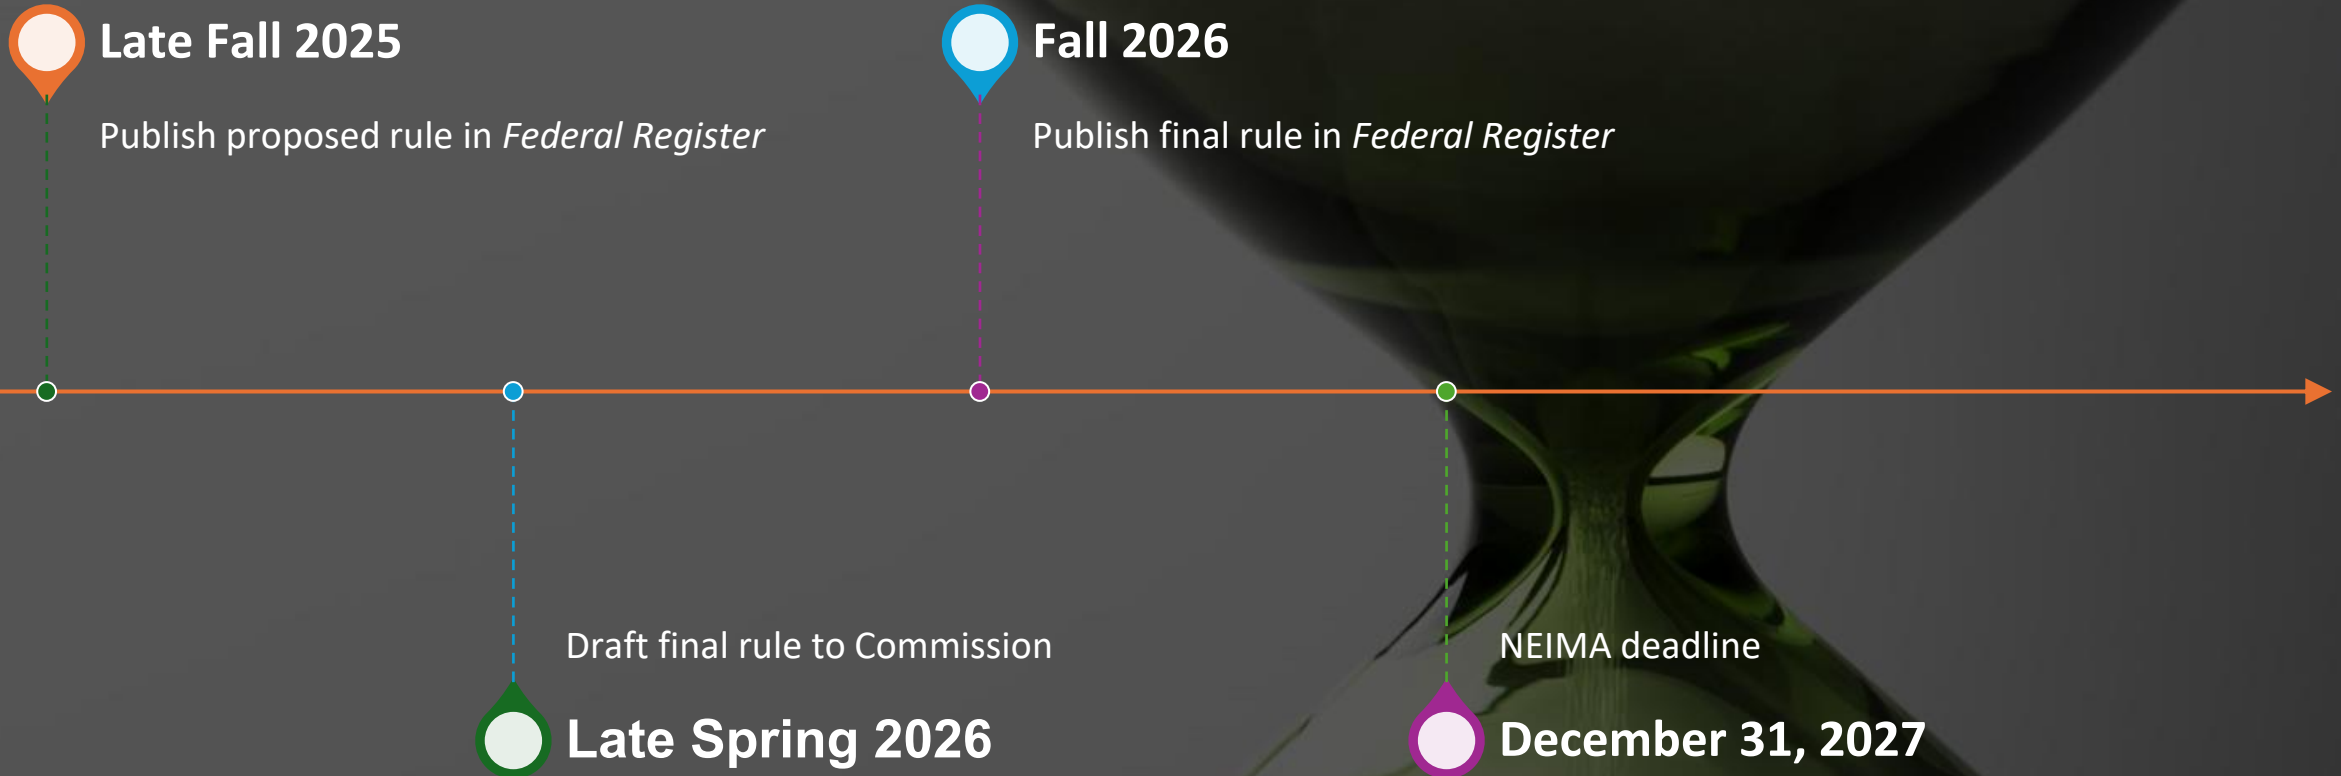 Late Fall 2025
Publish proposed rule in Federal Register
Draft final rule to Commission
Late Spring 2026
Fall 2026
Publish final rule in Federal Register
NEIMA deadline
December 31, 2027